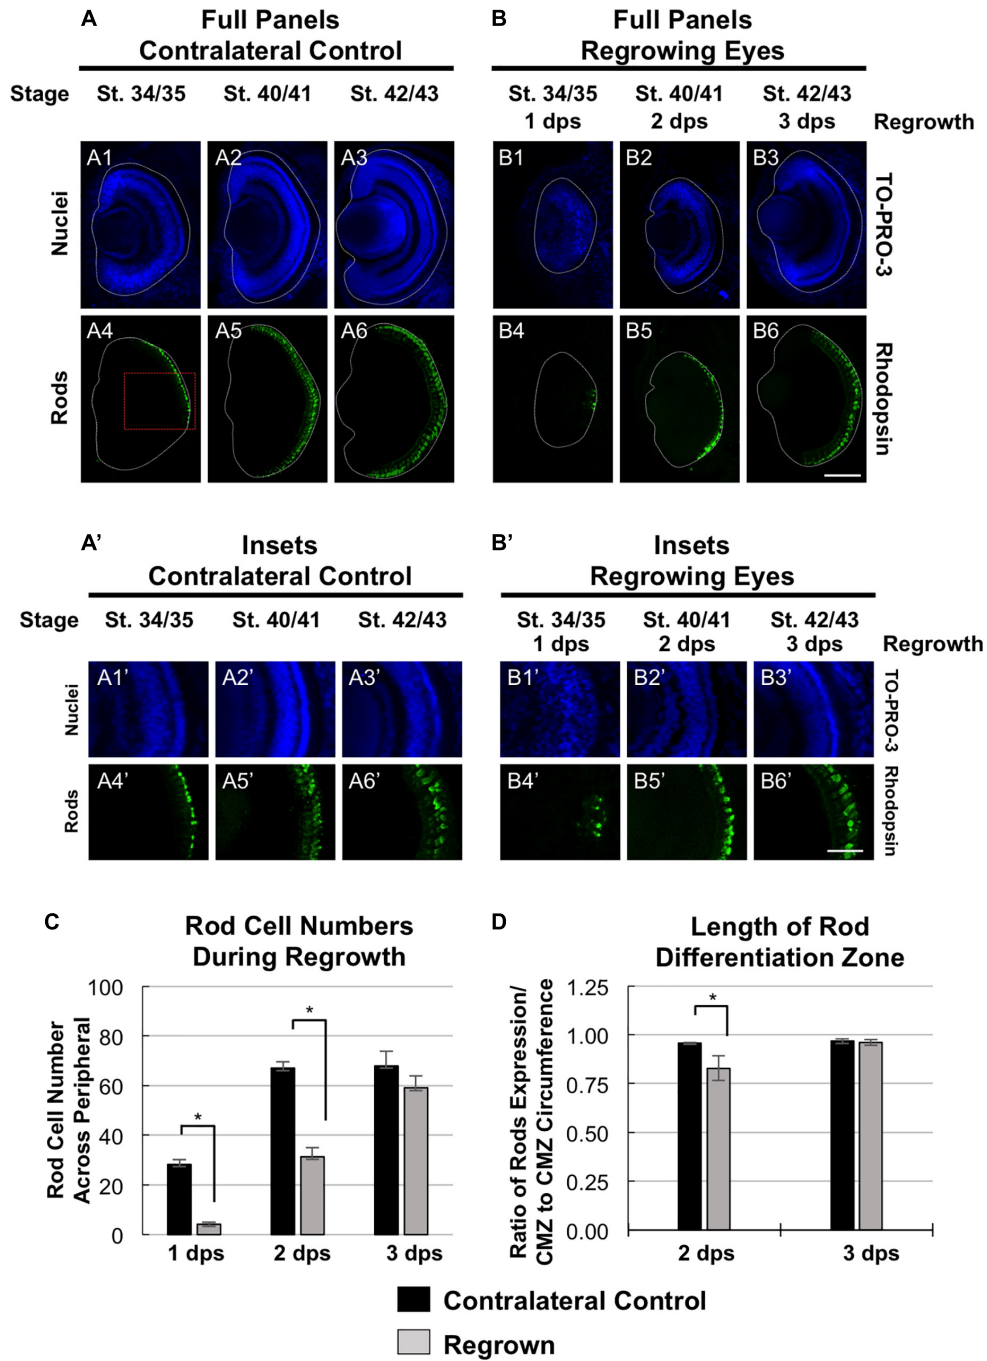 A
Full Panels
Contralateral Control
B
Full Panels
Regrowing Eyes
Stage
St. 34/35
St. 40/41
St. 42/43
St. 34/35
1 dps
St. 40/41
2 dps
St. 42/43
3 dps
Regrowth
Nuclei
A1
A2
A3
B1
B2
B3
TO-PRO-3
Rods
A4
A5
A6
B4
B5
B6
Rhodopsin
A’
Insets
Contralateral Control
B’
Insets
Regrowing Eyes
Stage
St. 34/35
St. 40/41
St. 42/43
St. 34/35
1 dps
St. 40/41
2 dps
St. 42/43
3 dps
Regrowth
Nuclei
A1’
A2’
A3’
B1’
B2’
B3’
TO-PRO-3
Rods
A4’
A5’
A6’
B4’
B5’
B6’
Rhodopsin
C
Rod Cell Numbers
During Regrowth
Rod Cell Number
Across Peripheral
100
80
60
40
20
0
*
*
1 dps
2 dps
3 dps
D
Length of Rod
Differentiation Zone
Ratio of Rods Expression/
CMZ to CMZ Circumference
1.25
1.00
0.75
0.50
0.25
0.00
*
2 dps
3 dps
Contralateral Control
Regrown